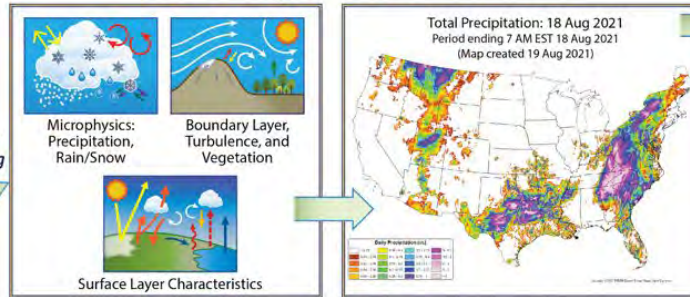 g
Microphysics:
Precipitation,
Rain/Snow
Boundary Layer,
Turbulence, and
Vegetation
Surface Layer Characteristics
Total Precipitation: 18 Aug 2021
Period ending 7 AM EST 18 Aug 2021
(Map created 19 Aug 2021)
Daily Precipitation